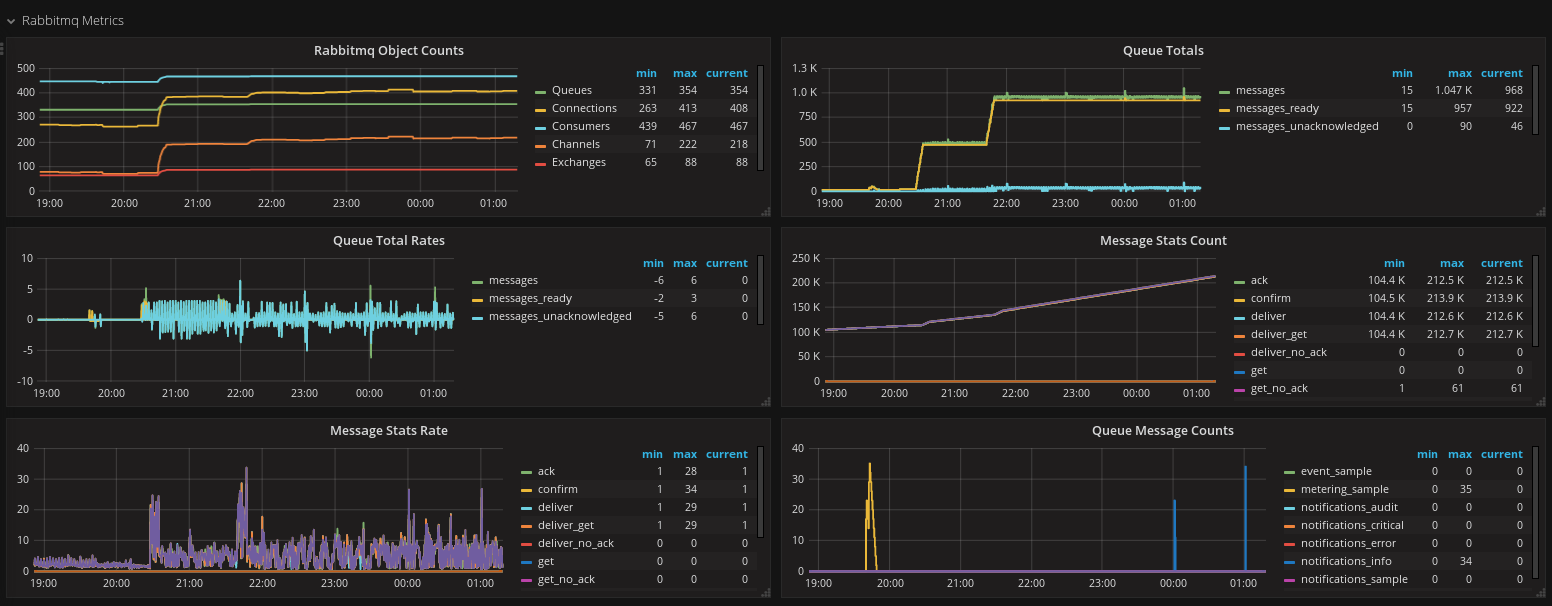 Rabbitmq Metrics
Rabbitmq Object Counts
500
400
300
200
100
0
19:00 20:00 21:00 22:00 23:00 00:00 01:00
min max current
Queues 331 354 354
Connections 263 413 408
Consumers 439 467 467
Channels 71 222 218
Exchanges 65 88 88
Queue Totals
1.3 K
1.0 K
750
500
250
0
19:00 20:00 21:00 22:00 23:00 00:00 01:00
min max current
messages 15 1.047 K 968
messages_ready 15 957 922
messages_unacknowledged 0 90 46
Queue Total Rates
10
5
0
-5
-10
19:00 20:00 21:00 22:00 23:00 00:00 01:00
min max current
messages -6 6 0
messages_ready -2 3 0
messages_unacknowledged -5 6 0
Message Stats Count
250 K
200 K
150 K
100 K
50 K
0
19:00 20:00 21:00 22:00 23:00 00:00 01:00
min max current
ack 104.4 K 212.5 K 212.5 K
confirm 104.5 K 213.9 K 213.9 K
deliver 104.4 K 212.6 K 212.6 K
deliver_get 104.4 K 212.7 K 212.7 K
deliver_no_ack 0 0 0
get 0 0 0
get_no_ack 1 61 61
Message Stats Rate
40
30
20
10
0
19:00 20:00 21:00 22:00 23:00 00:00 01:00
min max current
ack 1 28 1
confirm 1 34 1
deliver 1 29 1
deliver_get 1 29 1
deliver_no_ack 0 0 0
get 0 0 0
get_no_ack 0 0 0
Queue Message Counts
40
30
20
10
0
19:00 20:00 21:00 22:00 23:00 00:00 01:00
min max current
event_sample 0 0 0
metering_sample 0 35 0
notifications_audit 0 0 0
notifications_critical 0 0 0
notifications_error 0 0 0
notifications_info 0 34 0
notifications_sample 0 0 0